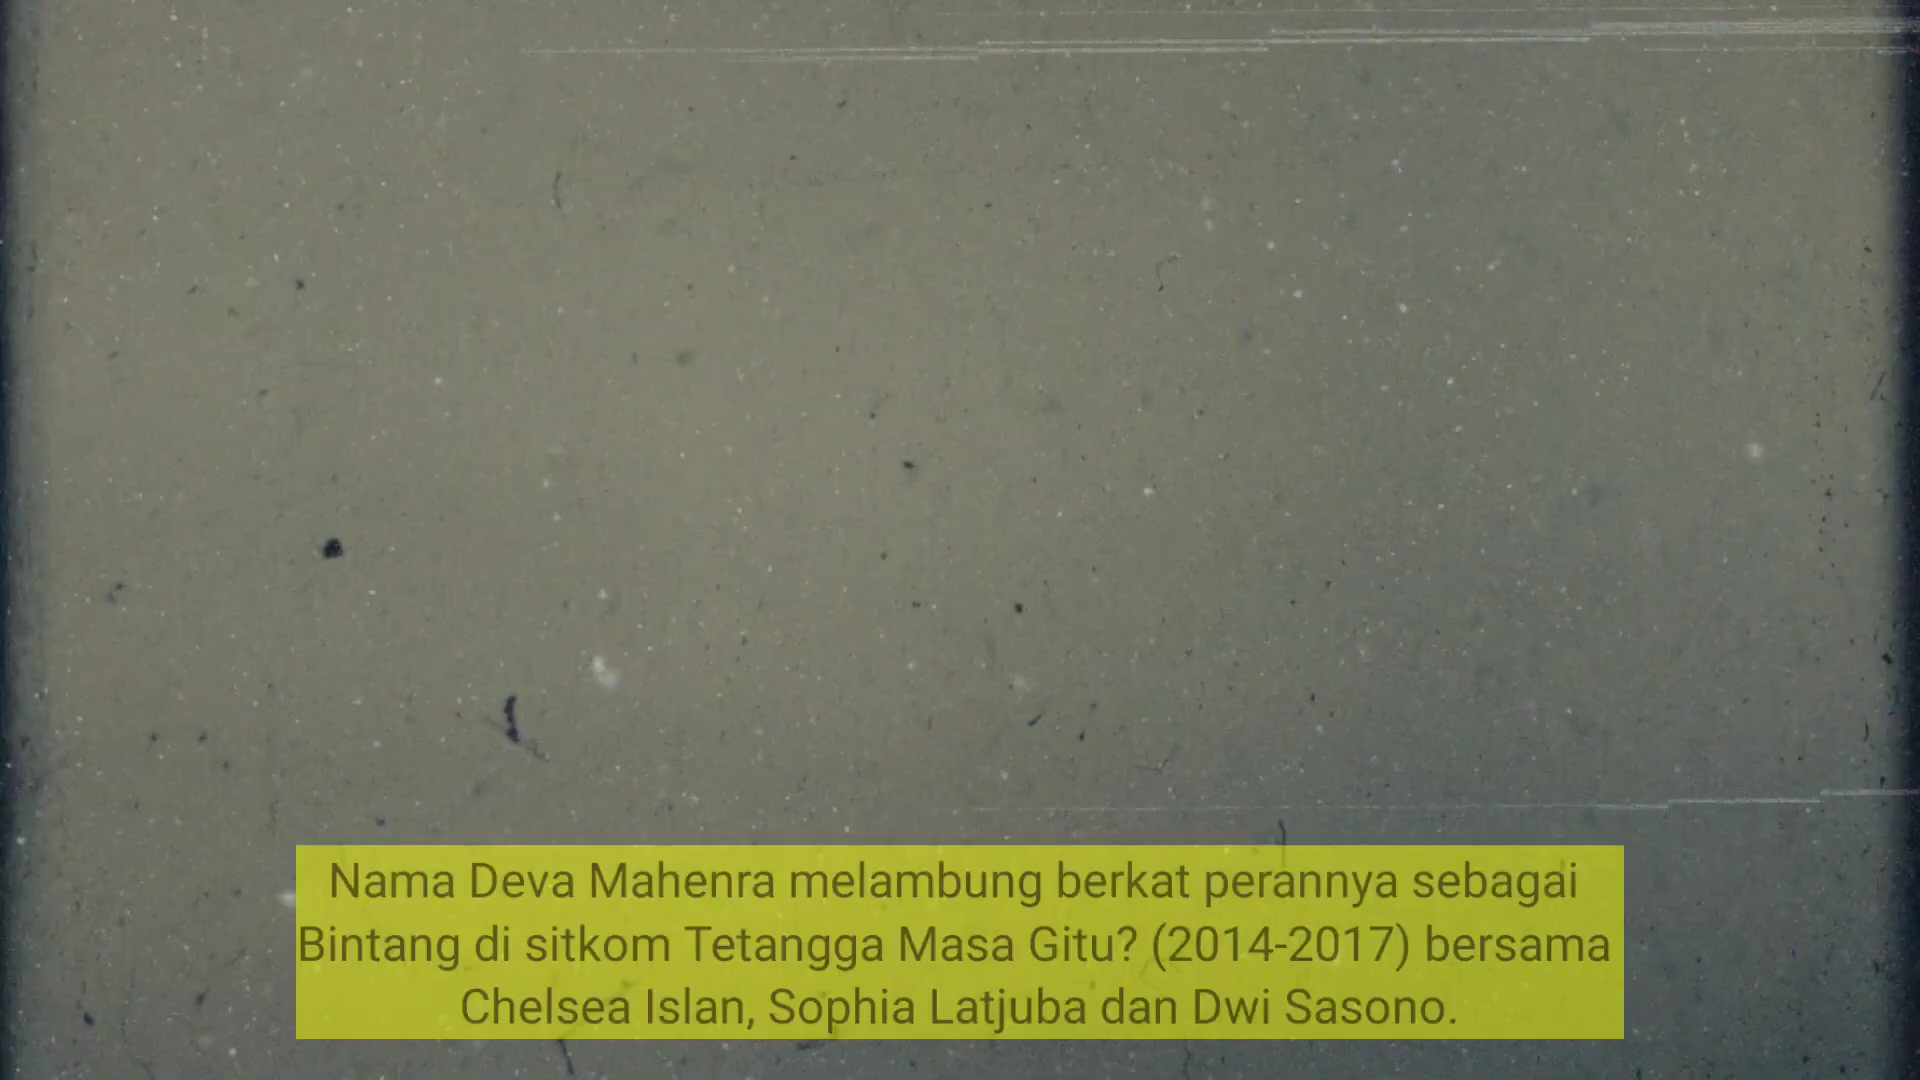 Nama Deva Mahenra melambung berkat perannya sebagai
Bintang di sitkom Tetangga Masa Gitu? (2014-2017) bersama
Chelsea Islan, Sophia Latjuba dan Dwi Sasono.